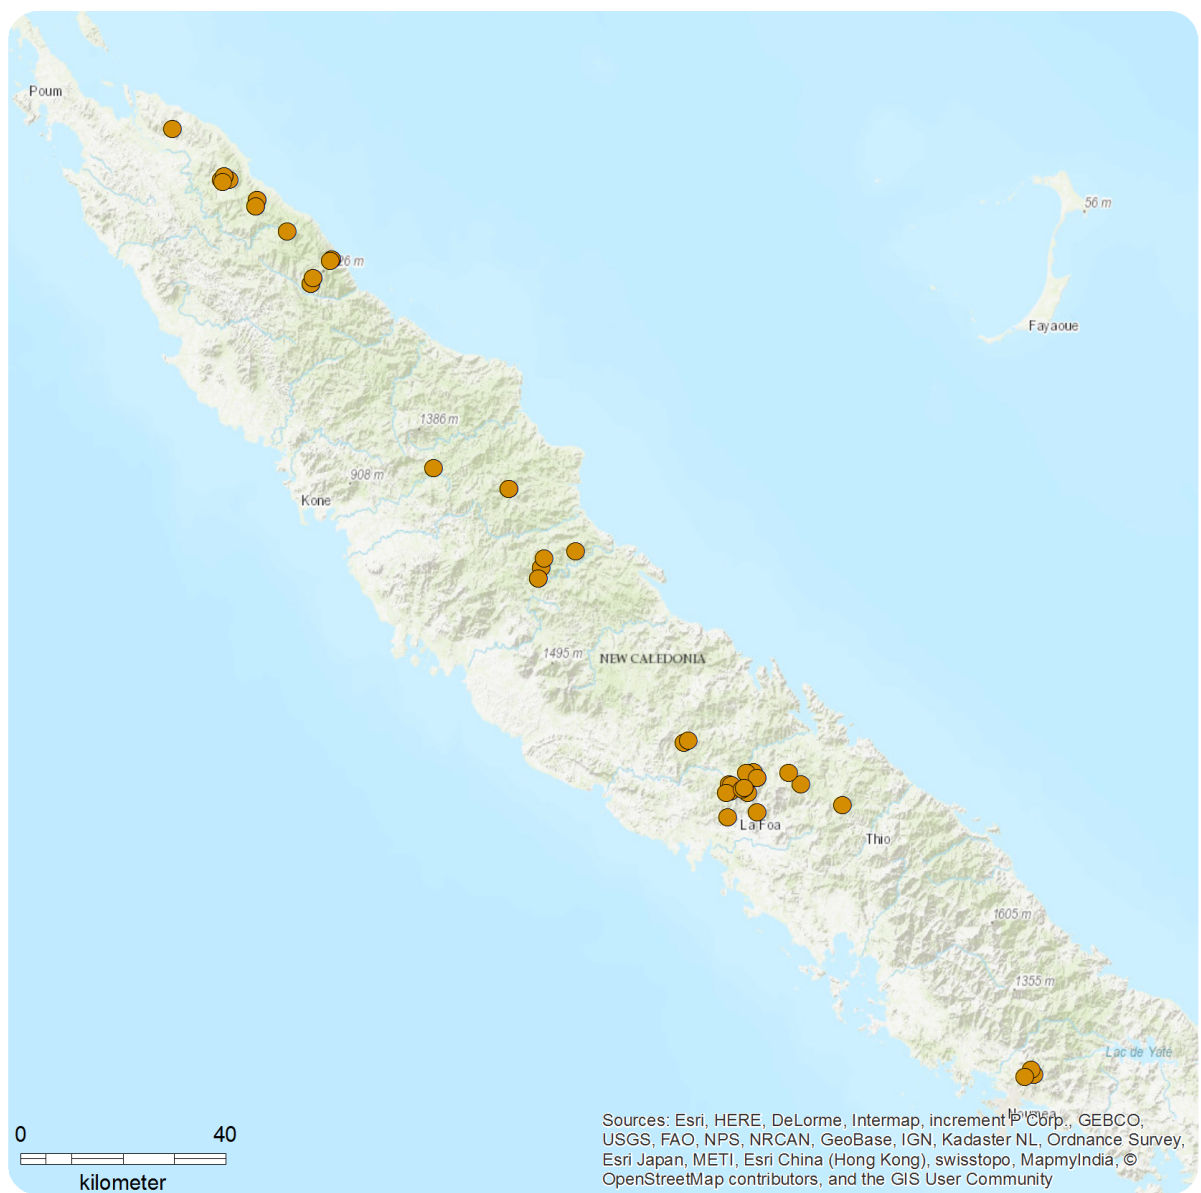 Poum
56 m
26 m
Fayaoue
1386 m
908 m
Kone
1495 m
NEW CALEDONIA
La Foa
Thio
1605 m
1355 m
Lac de Yaté
Noumea
0 40
kilometer
Sources: Esri, HERE, DeLorme, Intermap, increment P Corp., GEBCO,
USGS, FAO, NPS, NRCAN, GeoBase, IGN, Kadaster NL, Ordnance Survey,
Esri Japan, METI, Esri China (Hong Kong), swisstopo, MapmyIndia, ©
OpenStreetMap contributors, and the GIS User Community